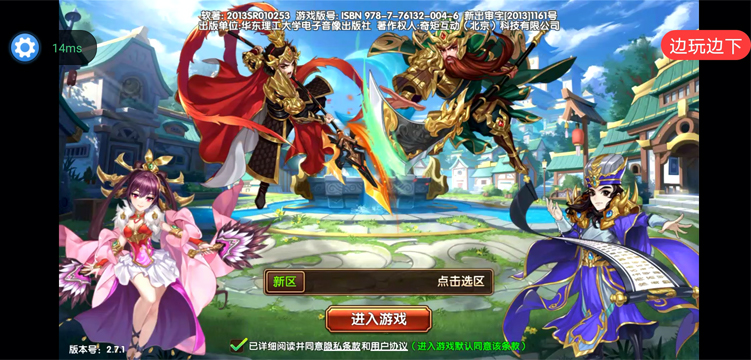 软著: 2013SR010253 游戏版号: ISBN 978-7-76132-004-6 新出审字[2013]1161号
出版单位:华东理工大学电子音像出版社 著作权人:奇矩互动（北京）科技有限公司
14ms
边玩边下
新区 点击选区
进入游戏
已详细阅读并同意隐私条款和用户协议（进入游戏默认同意该条款）
版本号: 2.7.1